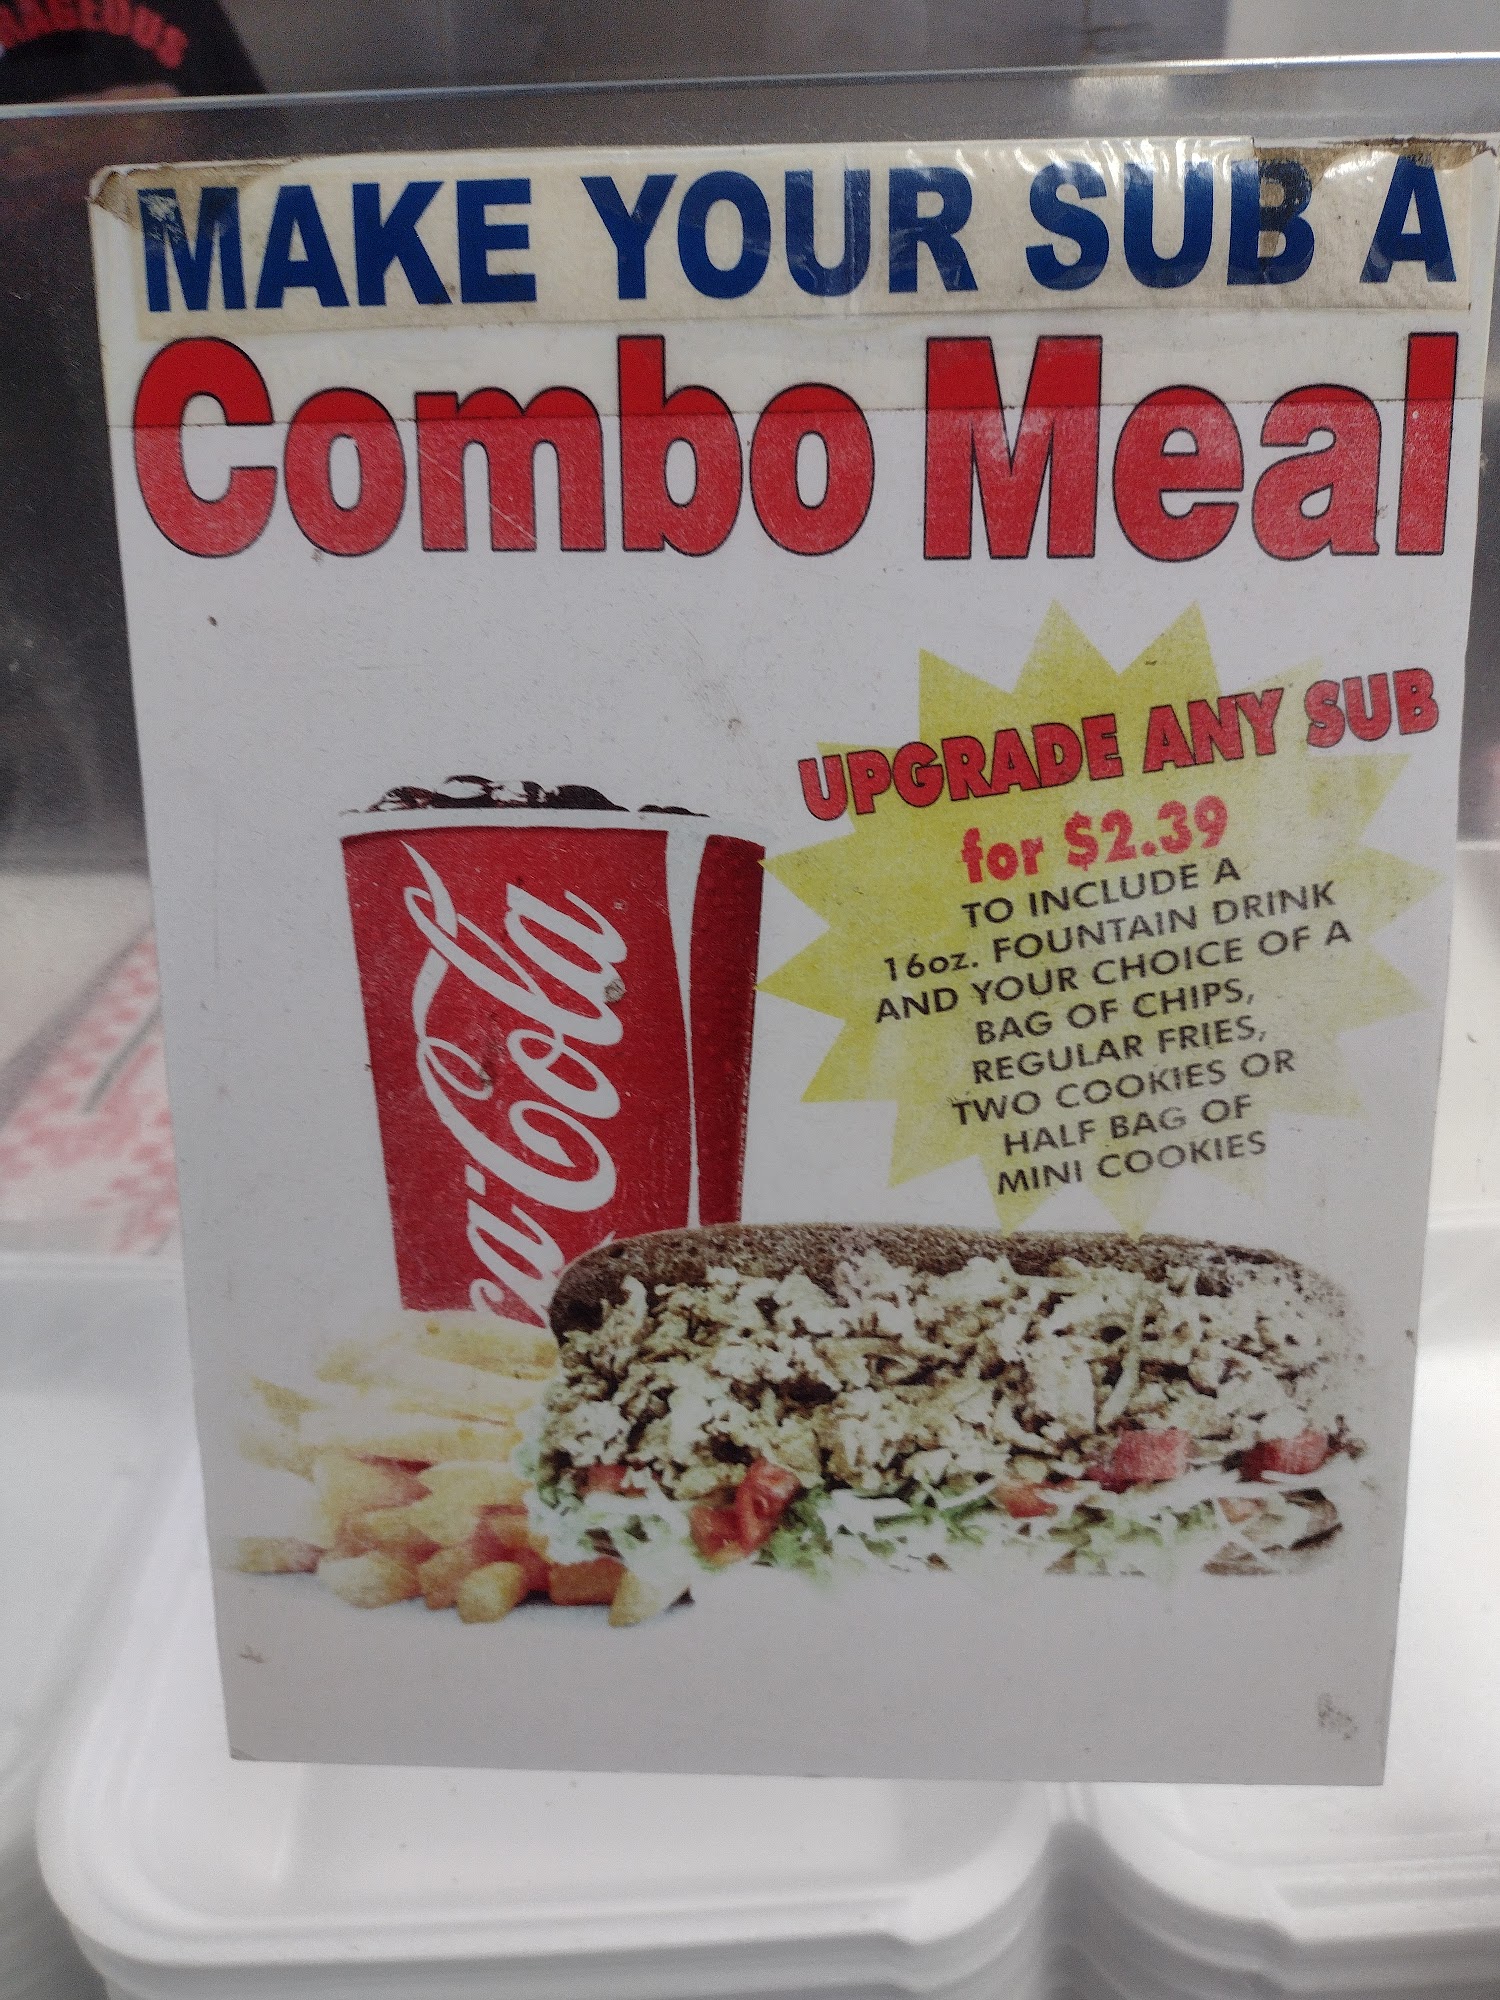 MAKE YOUR SUB A
Combo Meal
UPGRADE ANY SUB
for $2.39
TO INCLUDE A
16oz. FOUNTAIN DRINK
AND YOUR CHOICE OF A
BAG OF CHIPS,
REGULAR FRIES,
TWO COOKIES OR
HALF BAG OF
MINI COOKIES
ca-Cola